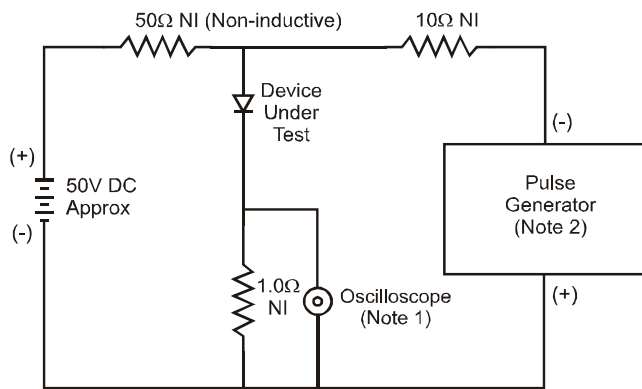 50Ω NI (Non-inductive)
10Ω NI
Device
Under
Test
(+)
50V DC
Approx
(-)
(-)
Pulse
Generator
(Note 2)
(+)
1.0Ω
NI
Oscilloscope
(Note 1)